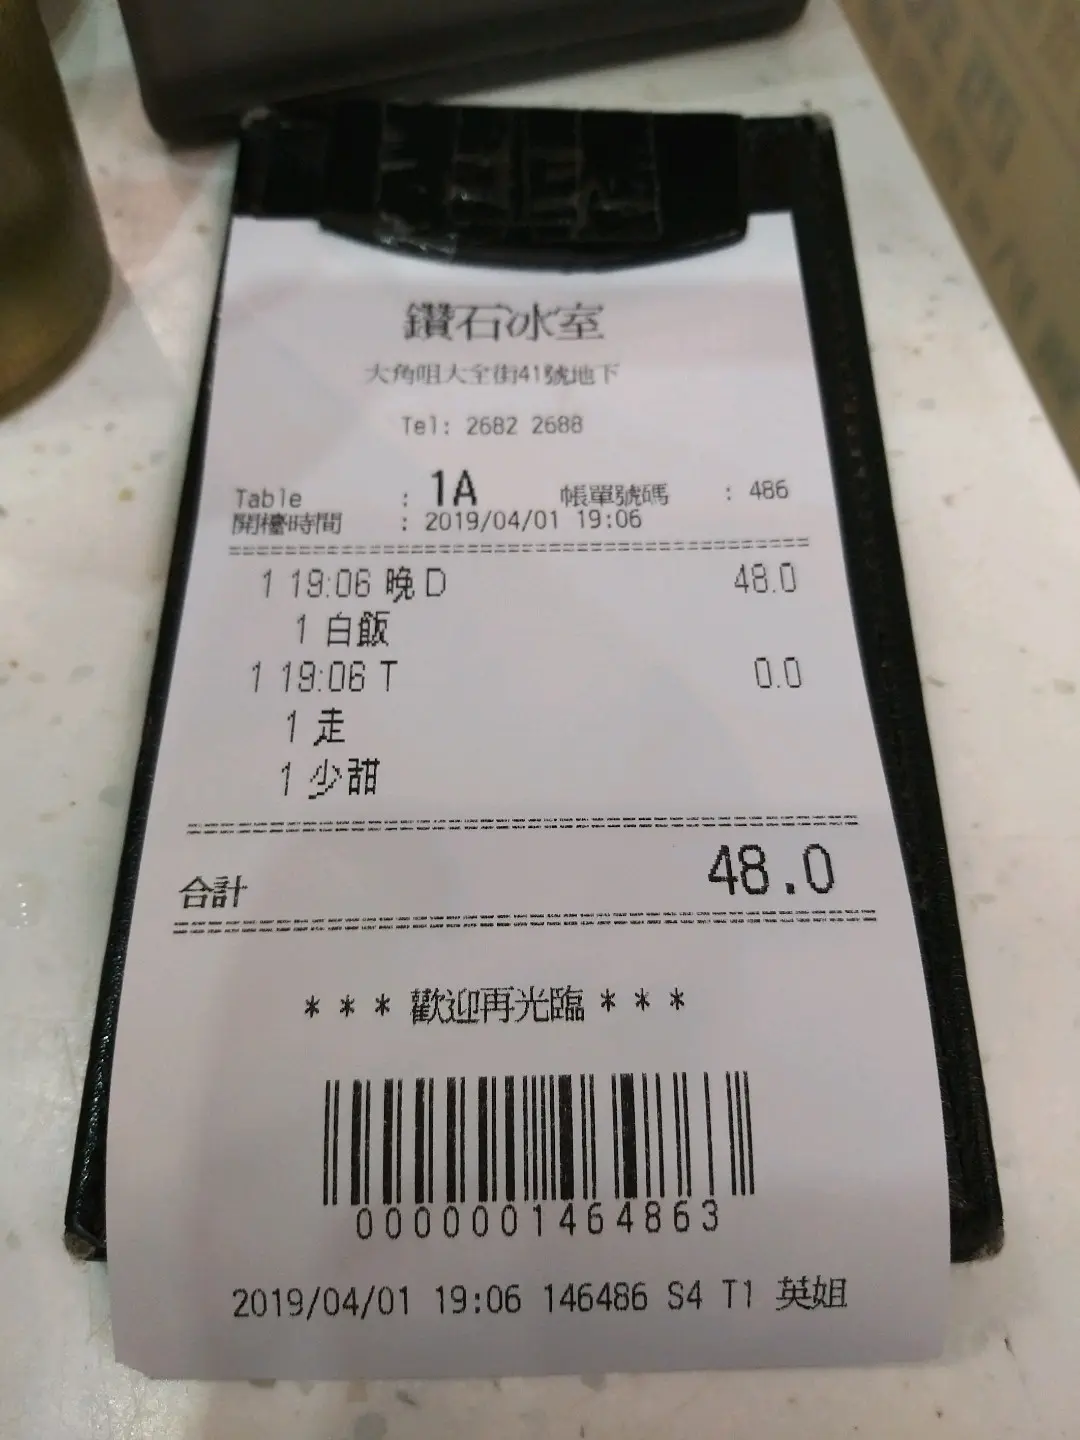 鑽石冰室
大角咀大全街41號地下
Tel: 2682 2688
Table : 1A 帳單號碼 : 486
開檯時間 : 2019/04/01 19:06
1 19:06 晚D 48.0
1 白飯
1 19:06 T 0.0
1 走
1 少甜
合計 48.0
* * * 歡迎再光臨 * * *
0000001464863
2019/04/01 19:06 146486 S4 T1 英姐